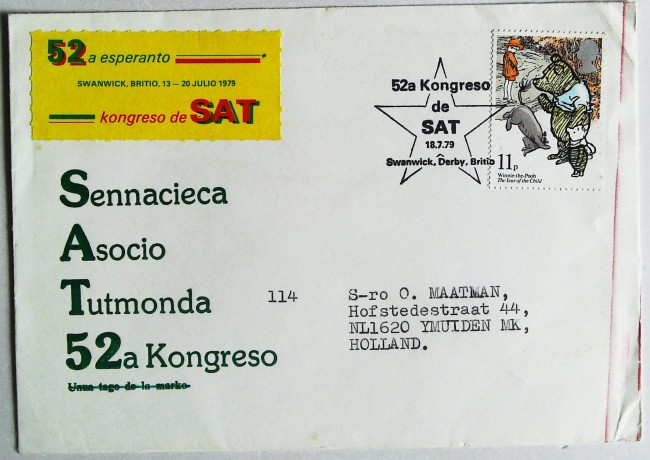 52a esperanto
SWANWICK, BRITIO, 13 — 20 JULIO 1979
kongreso de SAT
52a Kongreso
de
SAT
18.7.79
Swanwick, Derby, Britio
11p
Winnie-the-Pooh
The Year of the Child
Sennacieca
Asocio
Tutmonda
52a Kongreso
Unua tago de la marko
114
S-ro O. MAATMAN,
Hofstedestraat 44,
NL1620 YMUIDEN MK,
HOLLAND.